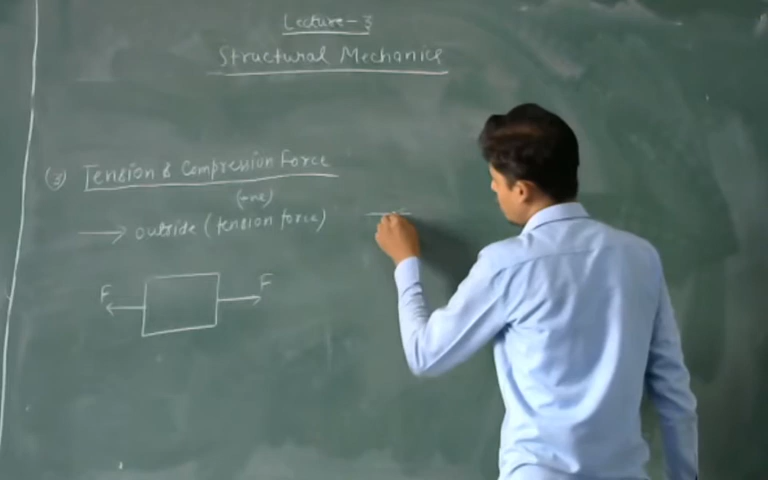 Lecture-3
Structural Mechanics
(3) Tension & Compression Force
(+ve)
→ outside (tension force)
F F